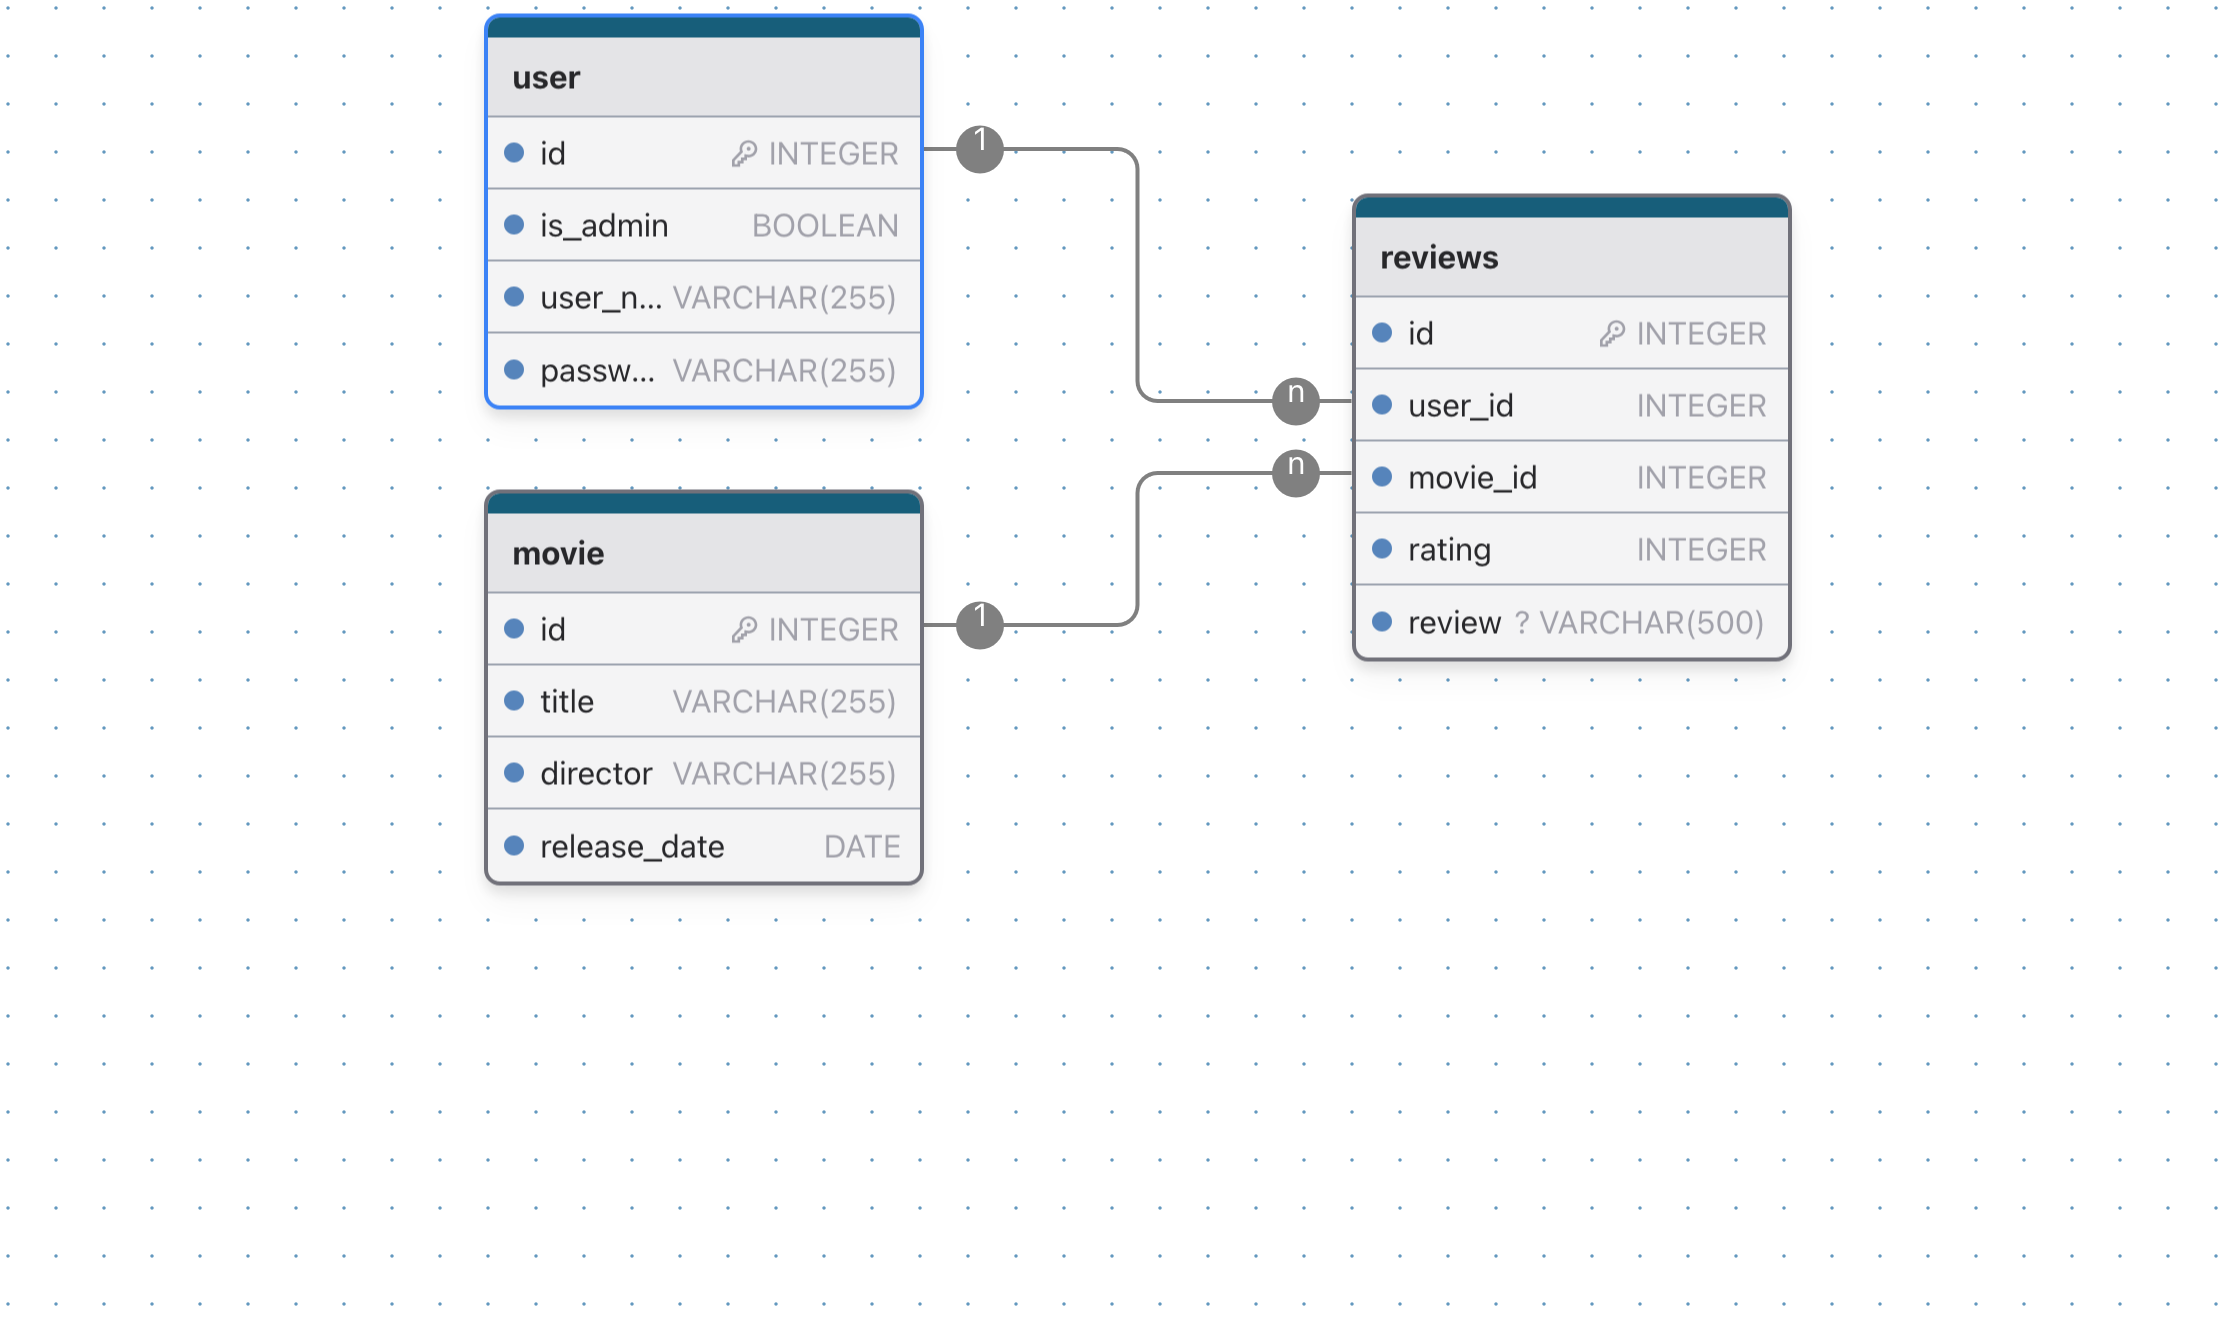 user
id INTEGER
is_admin BOOLEAN
user_n... VARCHAR(255)
passw... VARCHAR(255)
movie
id INTEGER
title VARCHAR(255)
director VARCHAR(255)
release_date DATE
1
1
n
n
reviews
id INTEGER
user_id INTEGER
movie_id INTEGER
rating INTEGER
review ? VARCHAR(500)